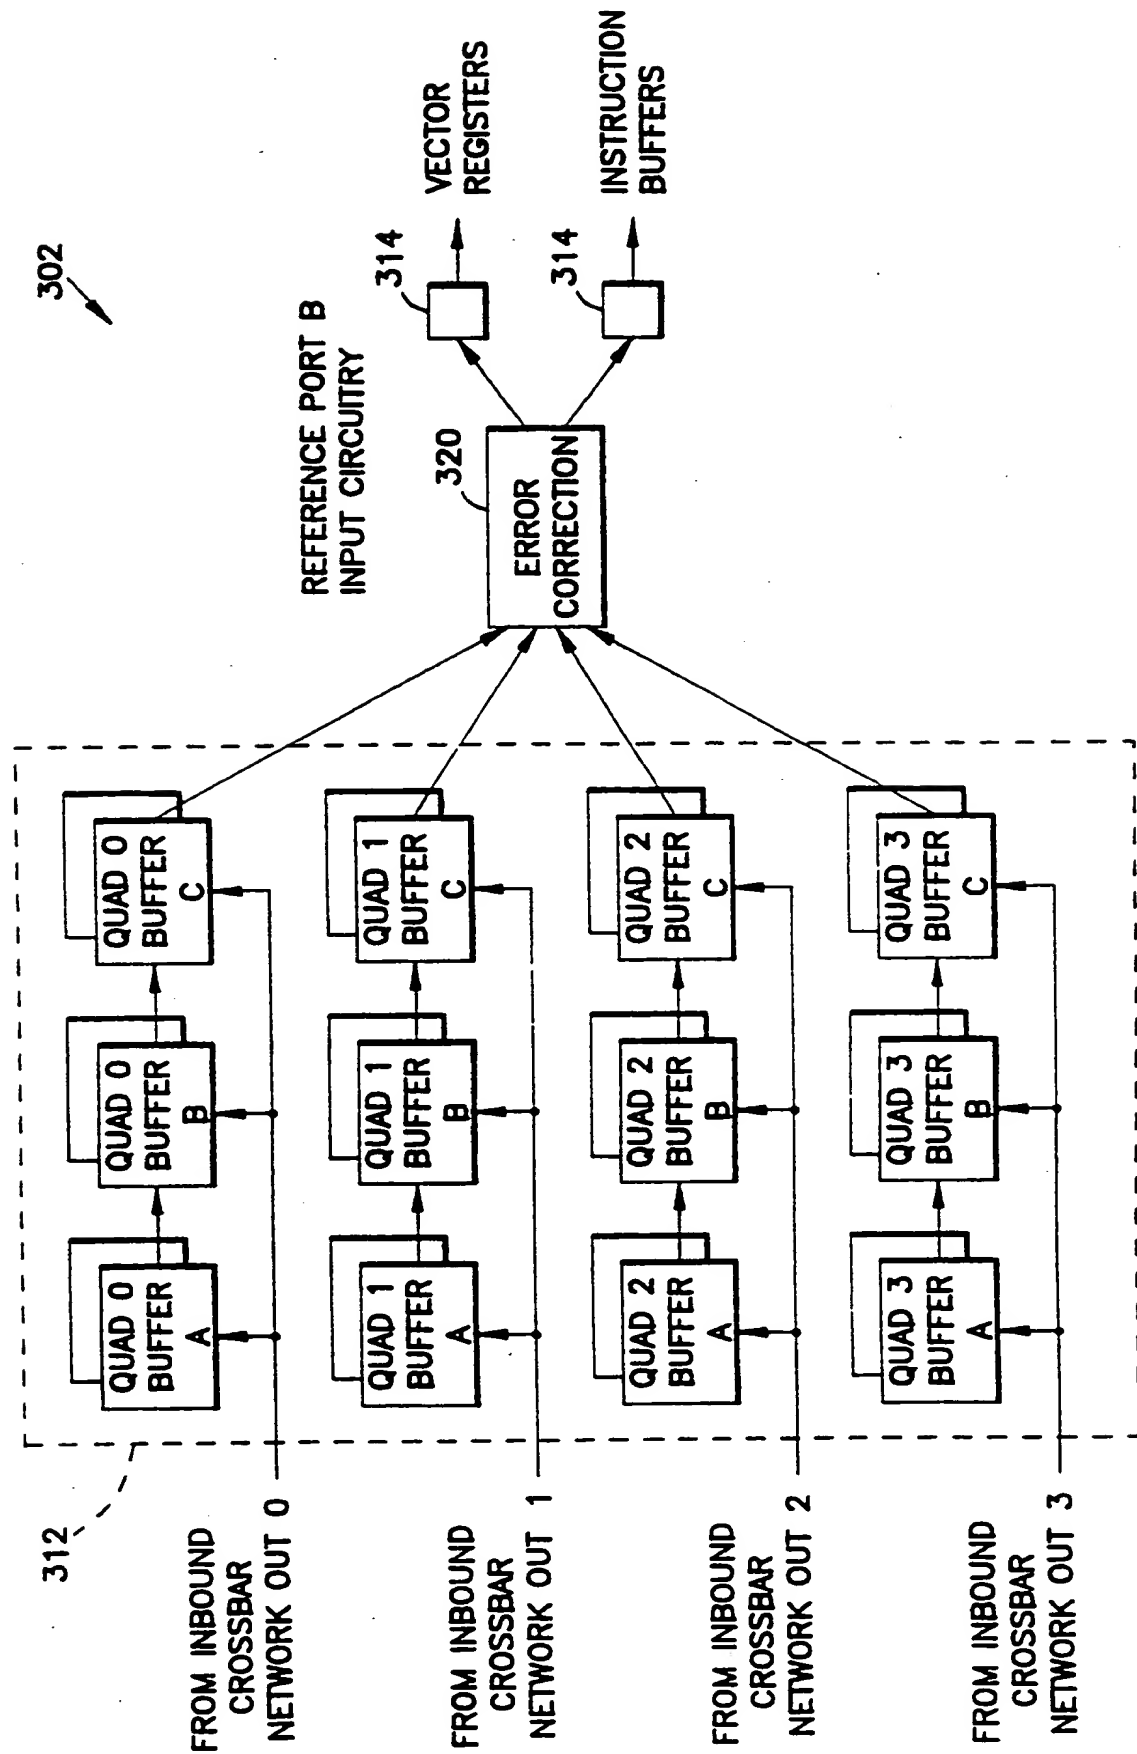 302
REFERENCE PORT B
INPUT CIRCUITRY
312
FROM INBOUND
CROSSBAR
NETWORK OUT 0
QUAD 0
BUFFER
A
QUAD 0
BUFFER
B
QUAD 0
BUFFER
C
FROM INBOUND
CROSSBAR
NETWORK OUT 1
QUAD 1
BUFFER
A
QUAD 1
BUFFER
B
QUAD 1
BUFFER
C
FROM INBOUND
CROSSBAR
NETWORK OUT 2
QUAD 2
BUFFER
A
QUAD 2
BUFFER
B
QUAD 2
BUFFER
C
FROM INBOUND
CROSSBAR
NETWORK OUT 3
QUAD 3
BUFFER
A
QUAD 3
BUFFER
B
QUAD 3
BUFFER
C
320
ERROR
CORRECTION
314
VECTOR
REGISTERS
314
INSTRUCTION
BUFFERS